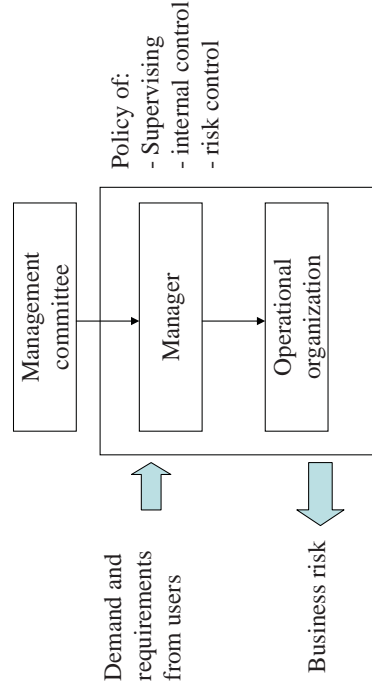 Management
committee
Policy of:
- Supervising
- internal control
- risk control
Manager
Operational
organization
Demand and
requirements
from users
Business risk